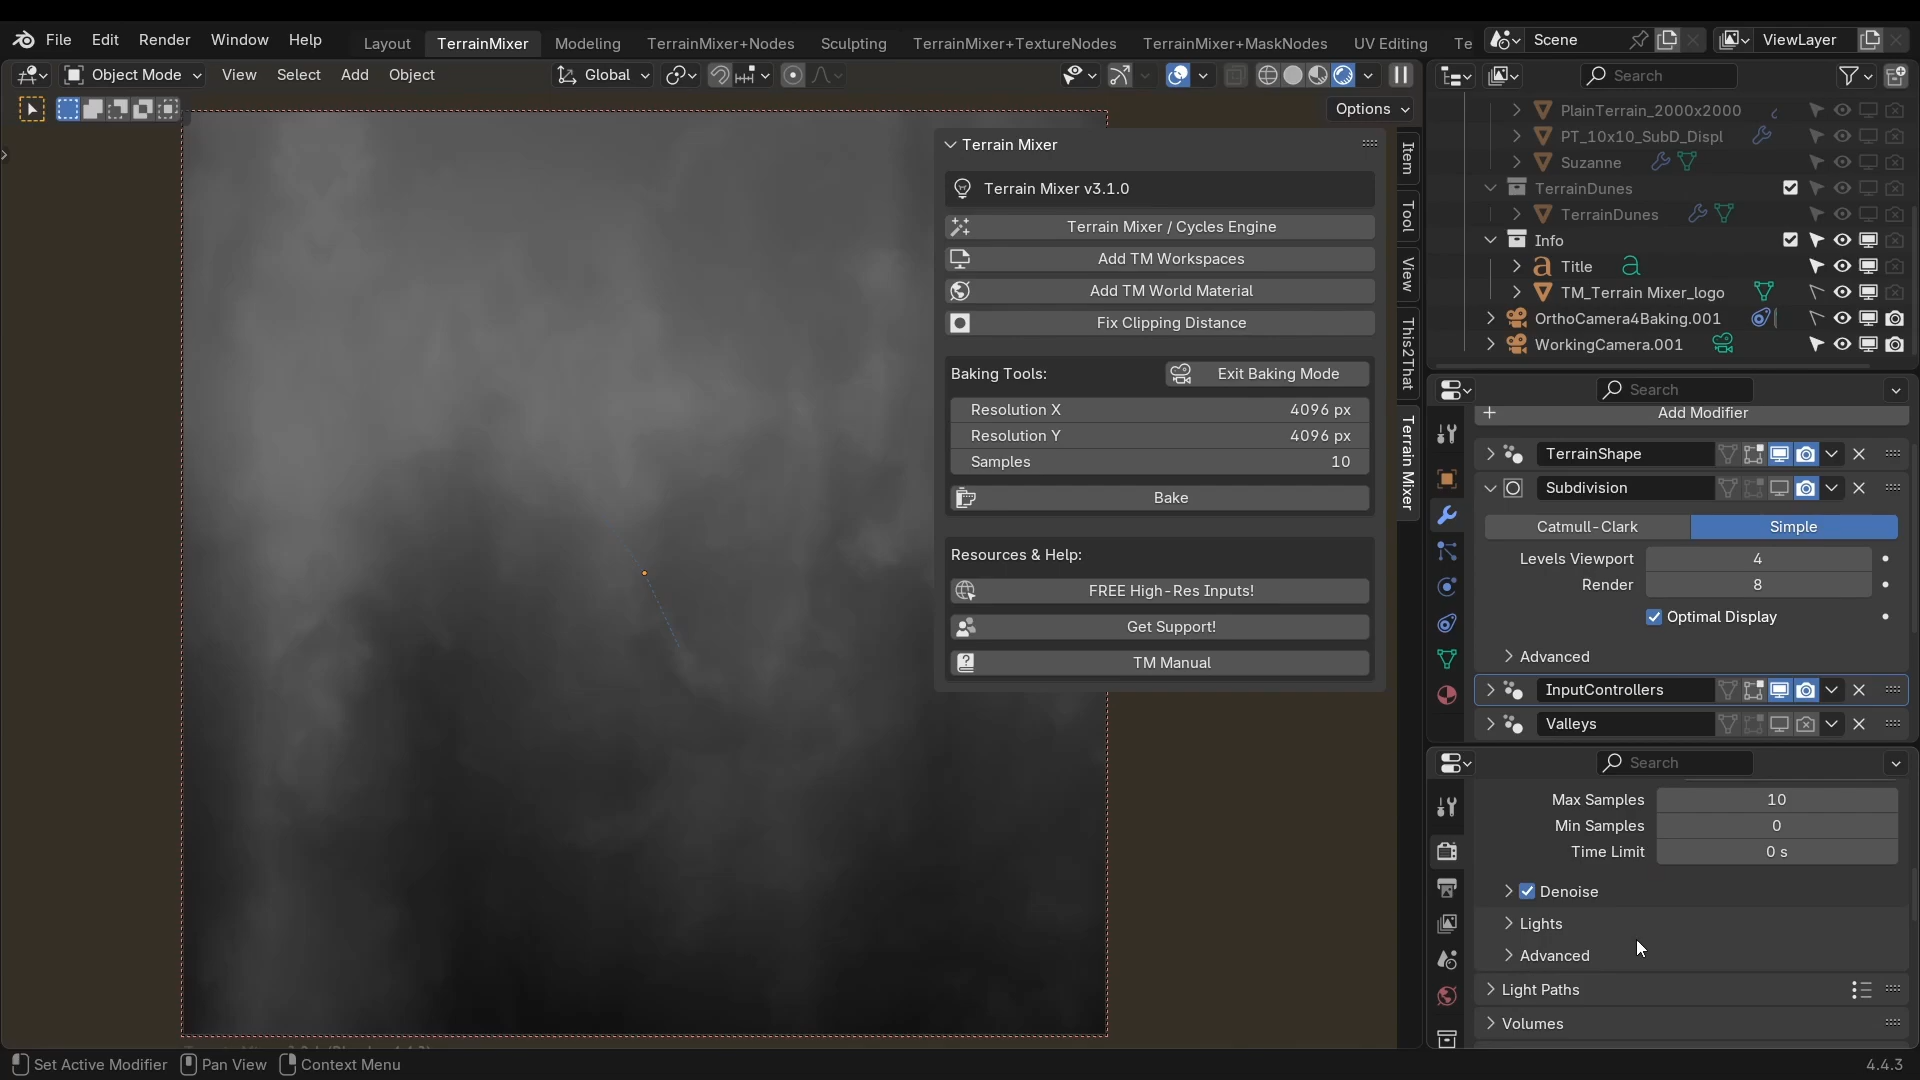 File Edit Render Window Help Layout TerrainMixer Modeling TerrainMixer+Nodes Sculpting TerrainMixer+TextureNodes TerrainMixer+MaskNodes UV Editing Te Scene ViewLayer
Object Mode View Select Add Object Global
Options
Terrain Mixer
Terrain Mixer v3.1.0
Terrain Mixer / Cycles Engine
Add TM Workspaces
Add TM World Material
Fix Clipping Distance
Baking Tools: Exit Baking Mode
Resolution X 4096 px
Resolution Y 4096 px
Samples 10
Bake
Resources & Help:
FREE High-Res Inputs!
Get Support!
TM Manual
Item
Tool
View
This2That
Terrain Mixer
Search
PlainTerrain_2000x2000
PT_10x10_SubD_Displ
Suzanne
TerrainDunes
TerrainDunes
Info
Title
TM_Terrain Mixer_logo
OrthoCamera4Baking.001
WorkingCamera.001
Search
Add Modifier
TerrainShape
Subdivision
Catmull-Clark Simple
Levels Viewport 4
Render 8
Optimal Display
Advanced
InputControllers
Valleys
Search
Max Samples 10
Min Samples 0
Time Limit 0 s
Denoise
Lights
Advanced
Light Paths
Volumes
Set Active Modifier Pan View Context Menu 4.4.3